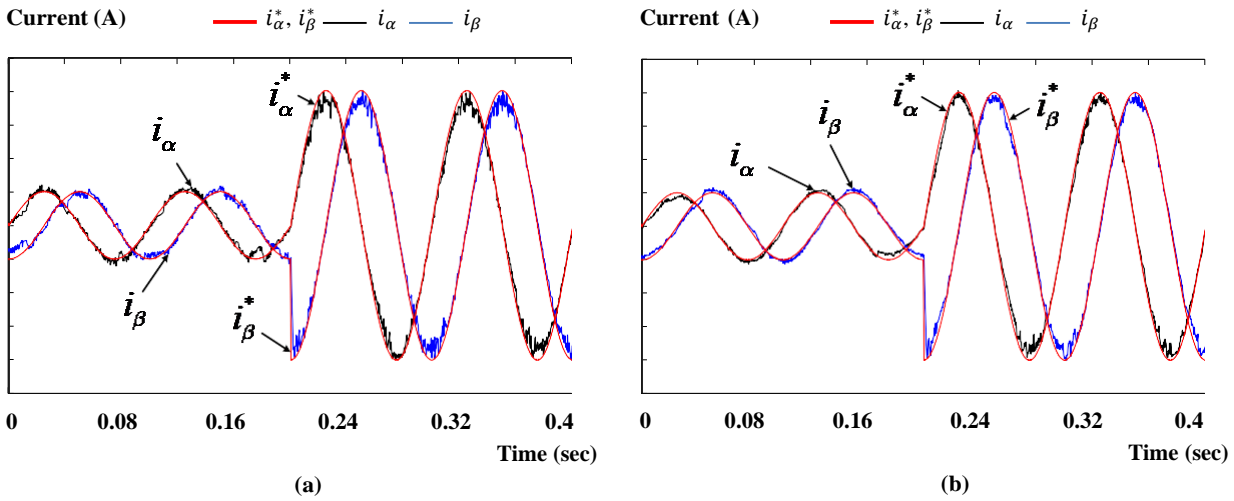 Current (A)
i*α, i*β
iα
iβ
i*α
iα
iβ
i*β
0
0.08
0.16
0.24
0.32
0.4
Time (sec)
(a)
Current (A)
i*α, i*β
iα
iβ
i*α
i*β
iβ
iα
0
0.08
0.16
0.24
0.32
0.4
Time (sec)
(b)